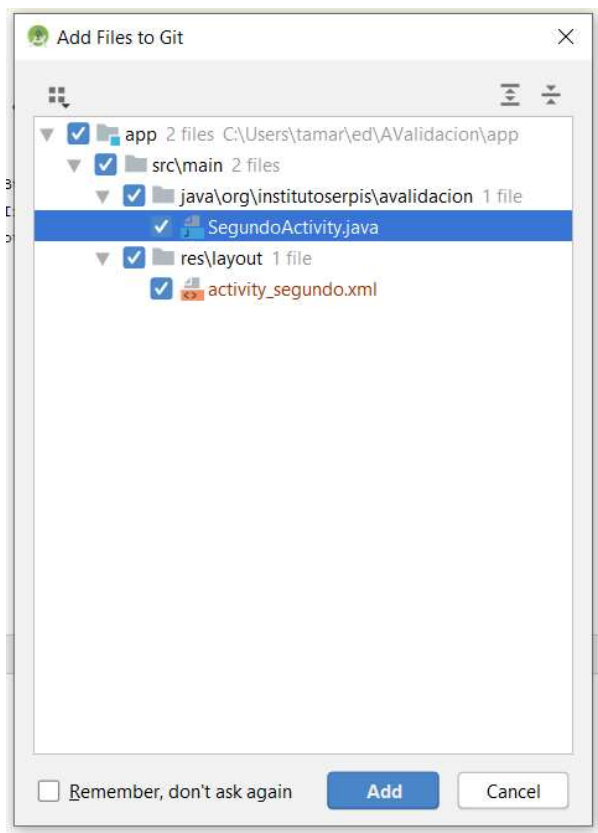 Add Files to Git
app 2 files C:\Users\tamar\ed\AValidacion\app
src\main 2 files
java\org\institutoserpis\avalidacion 1 file
SegundoActivity.java
res\layout 1 file
activity_segundo.xml
Remember, don't ask again
Add
Cancel